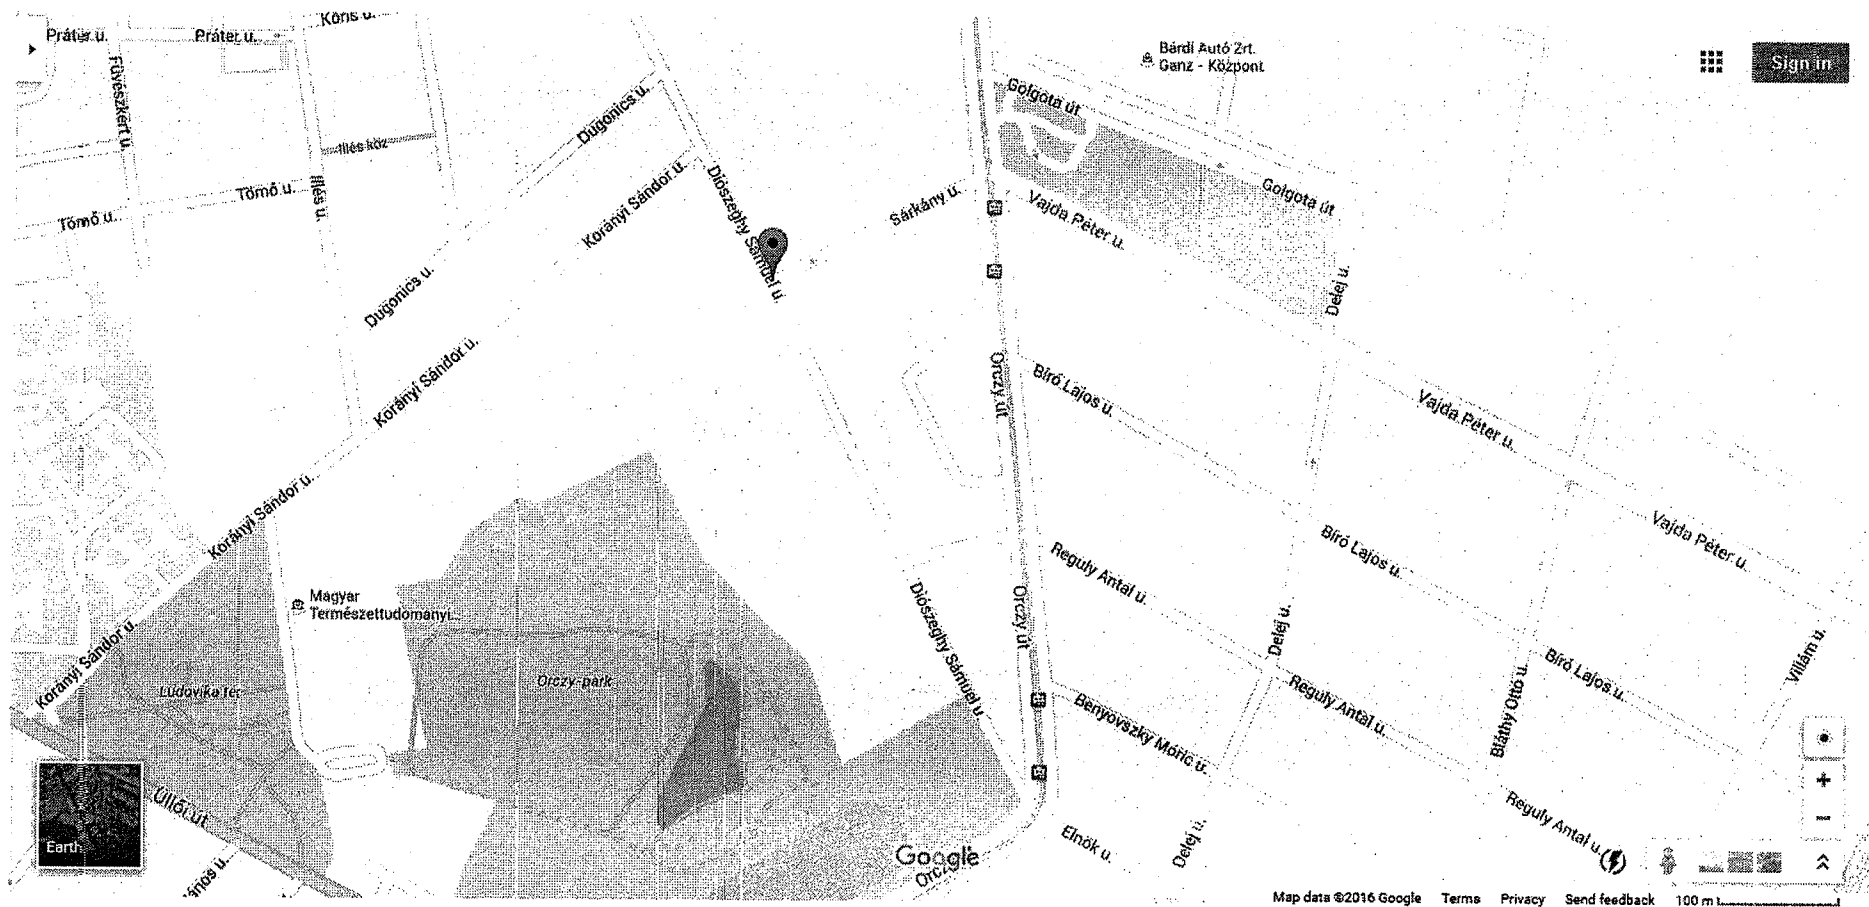 Kőris u.
Práter u.
Práter u.
Bárdi Autó Zrt.
Ganz - Központ
Sign in
Füvészkert u.
Dugonics u.
Golgota út
Illés köz
Illés u.
Tömő u.
Tömő u.
Korányi Sándor u.
Diószeghy Sámuel u.
Sárkány u.
Vajda Péter u.
Golgota út
Dugonics u.
Delej u.
Korányi Sándor u.
Orczy út
Bíró Lajos u.
Vajda Péter u.
Korányi Sándor u.
Bíró Lajos u.
Vajda Péter u.
Reguly Antal u.
Magyar
Természettudományi...
Diószeghy Sámuel u.
Orczy út
Delej u.
Korányi Sándor u.
Ludovika tér
Orczy-park
Bíró Lajos u.
Villám u.
Reguly Antal u.
Bláthy Ottó u.
Benyovszky Móric u.
Üllői út
Reguly Antal u.
Elnök u.
Delej u.
Earth
Google
Map data ©2016 Google Terms Privacy Send feedback 100 m